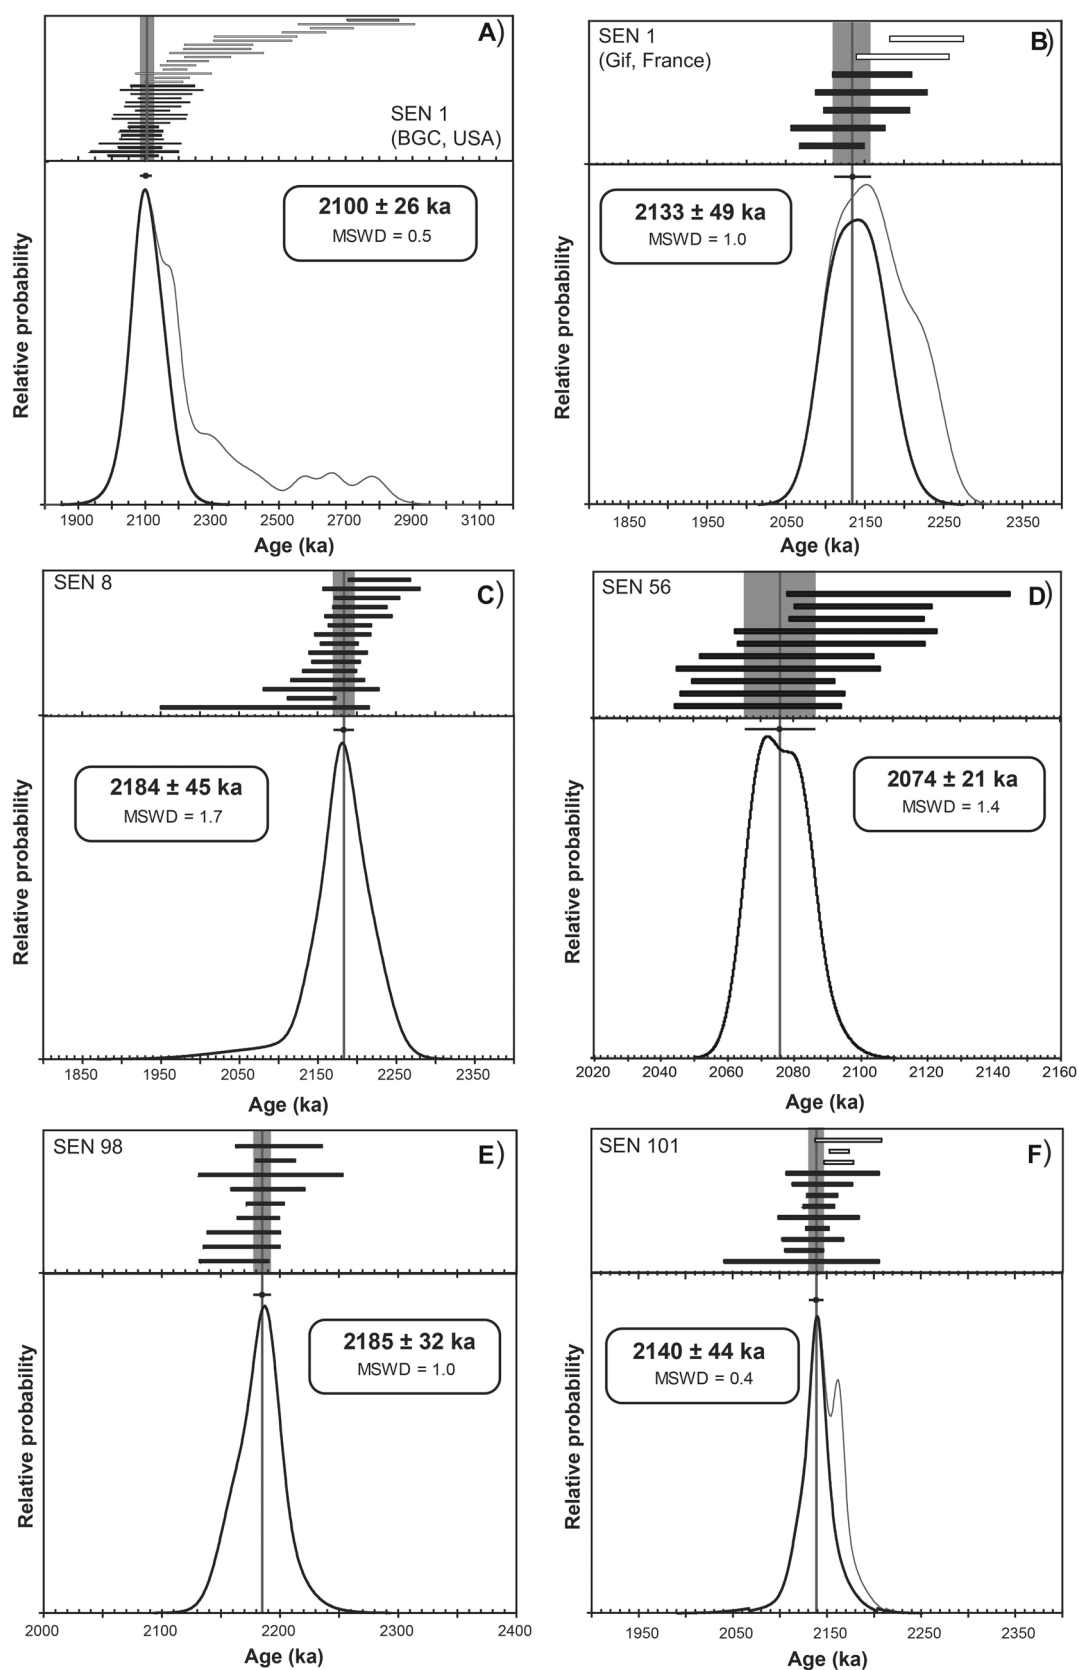 A)
SEN 1
(BGC, USA)
2100 ± 26 ka
MSWD = 0.5
Relative probability
1900 2100 2300 2500 2700 2900 3100
Age (ka)
SEN 1
(Gif, France)
B)
2133 ± 49 ka
MSWD = 1.0
Relative probability
1850 1950 2050 2150 2250 2350
Age (ka)
SEN 8
C)
2184 ± 45 ka
MSWD = 1.7
Relative probability
1850 1950 2050 2150 2250 2350
Age (ka)
SEN 56
D)
2074 ± 21 ka
MSWD = 1.4
Relative probability
2020 2040 2060 2080 2100 2120 2140 2160
Age (ka)
SEN 98
E)
2185 ± 32 ka
MSWD = 1.0
Relative probability
2000 2100 2200 2300 2400
Age (ka)
SEN 101
F)
2140 ± 44 ka
MSWD = 0.4
Relative probability
1950 2050 2150 2250 2350
Age (ka)